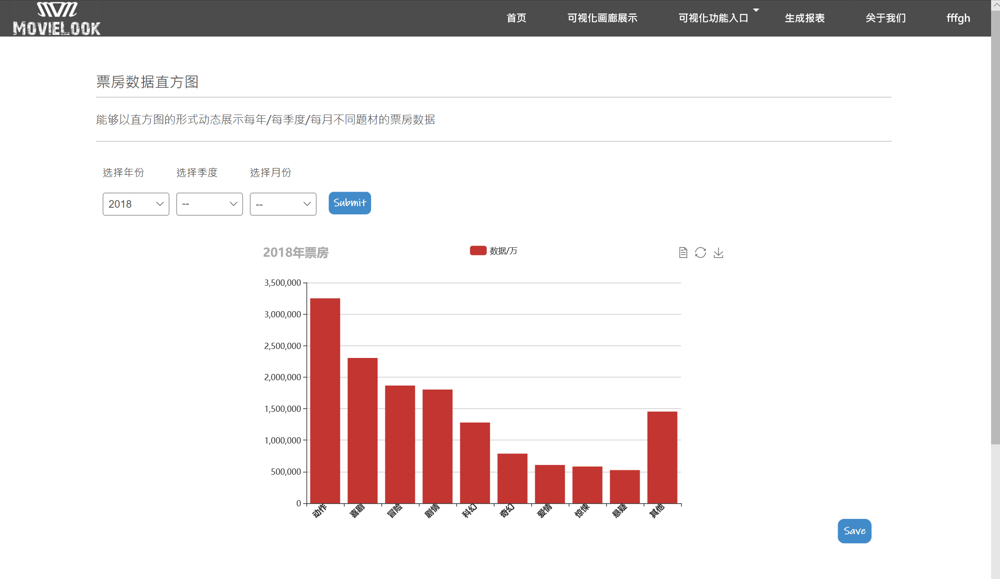 MOVIELOOK
首页 可视化画廊展示 可视化功能入口 生成报表 关于我们 fffgh
票房数据直方图
能够以直方图的形式动态展示每年/每季度/每月不同题材的票房数据
选择年份 选择季度 选择月份
2018 -- -- Submit
2018年票房 数据/万
3,500,000
3,000,000
2,500,000
2,000,000
1,500,000
1,000,000
500,000
0
动作 喜剧 冒险 剧情 科幻 奇幻 爱情 惊悚 悬疑 其他
Save